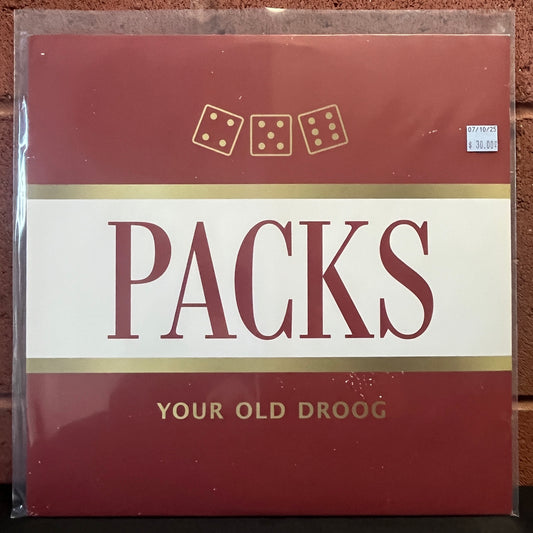 07/10/25
$ 30.00
PACKS
YOUR OLD DROOG